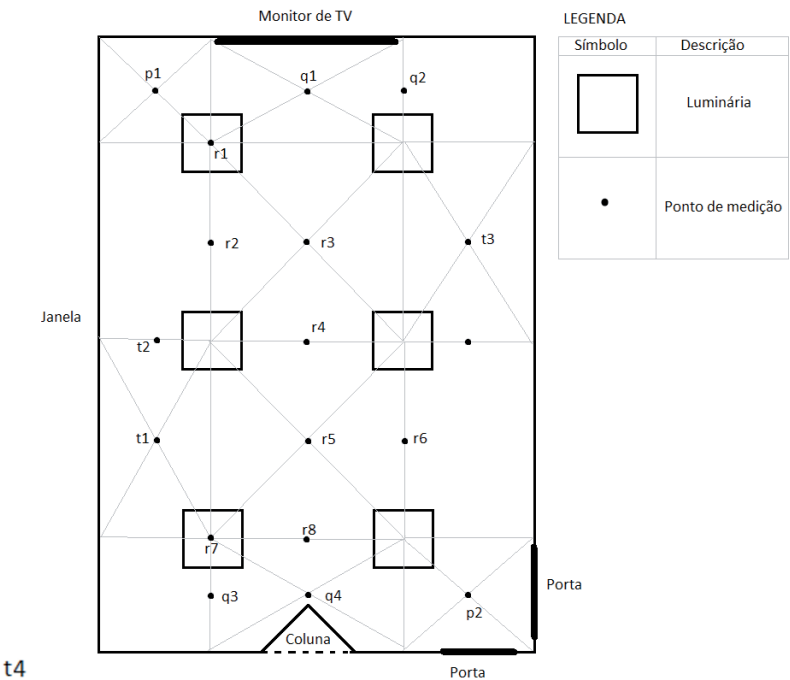 Monitor de TV
LEGENDA
Símbolo Descrição
p1
q1
q2
Luminária
r1
Ponto de medição
r2
r3
t3
Janela
r4
t2
t1
r5
r6
r8
r7
Porta
q3
q4
p2
Coluna
t4
Porta